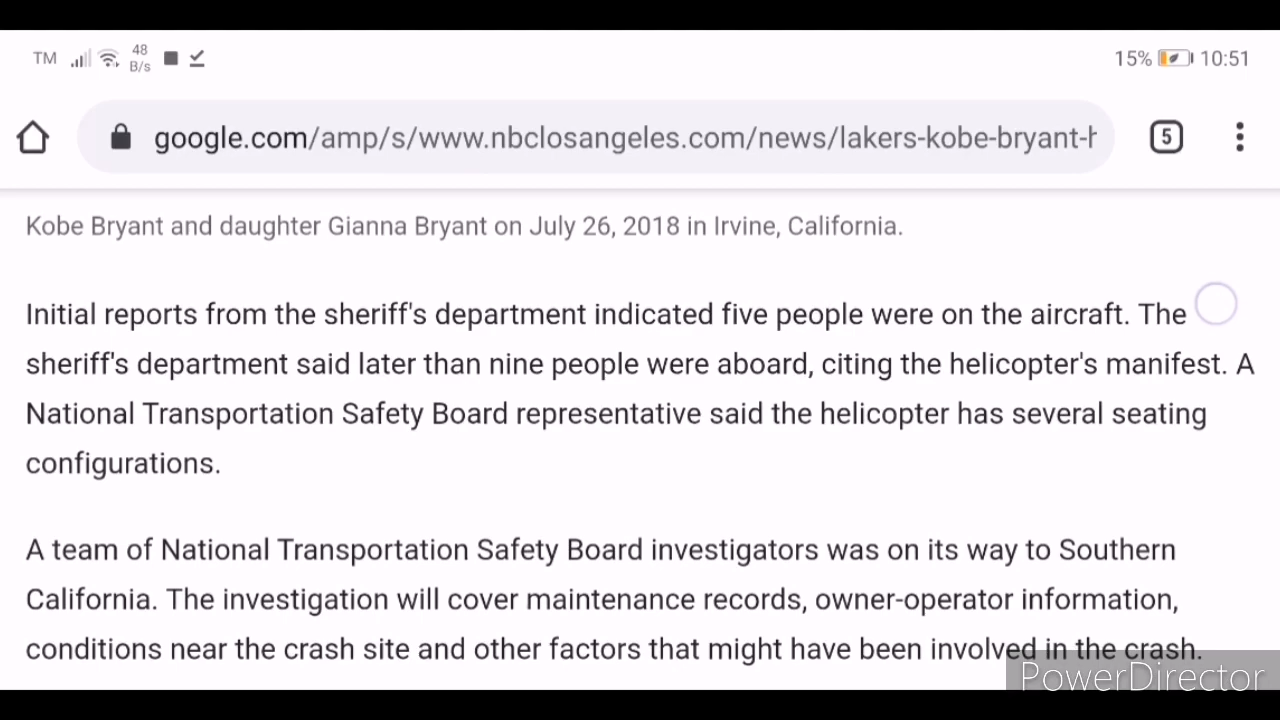 TM 48 B/s 15% 10:51
google.com/amp/s/www.nbclosangeles.com/news/lakers-kobe-bryant-h 5
Kobe Bryant and daughter Gianna Bryant on July 26, 2018 in Irvine, California.
Initial reports from the sheriff's department indicated five people were on the aircraft. The
sheriff's department said later than nine people were aboard, citing the helicopter's manifest. A
National Transportation Safety Board representative said the helicopter has several seating
configurations.
A team of National Transportation Safety Board investigators was on its way to Southern
California. The investigation will cover maintenance records, owner-operator information,
conditions near the crash site and other factors that might have been involved in the crash.
PowerDirector